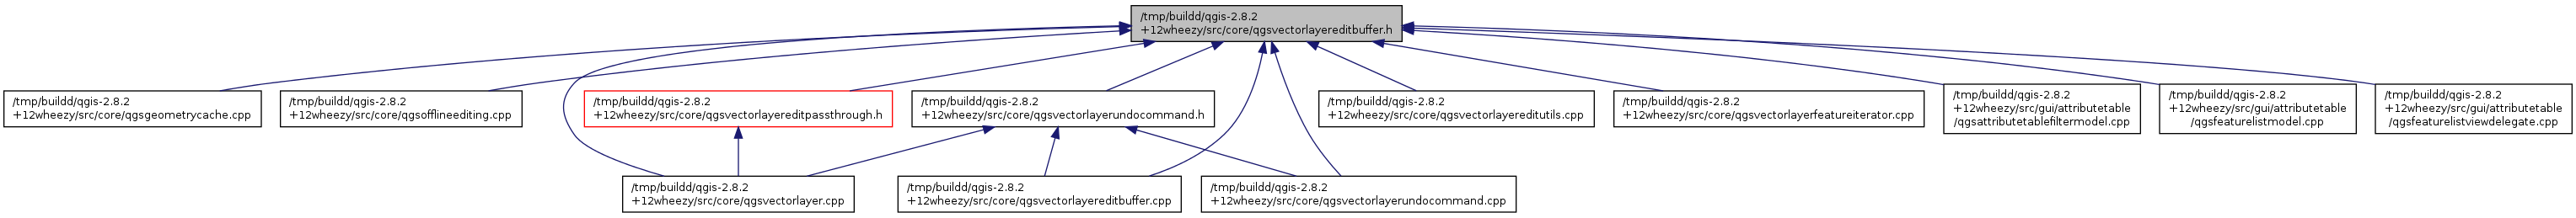 /tmp/buildd/qgis-2.8.2
+12wheezy/src/core/qgsvectorlayereditbuffer.h
/tmp/buildd/qgis-2.8.2
+12wheezy/src/core/qgsgeometrycache.cpp
/tmp/buildd/qgis-2.8.2
+12wheezy/src/core/qgsofflineediting.cpp
/tmp/buildd/qgis-2.8.2
+12wheezy/src/core/qgsvectorlayereditpassthrough.h
/tmp/buildd/qgis-2.8.2
+12wheezy/src/core/qgsvectorlayerundocommand.h
/tmp/buildd/qgis-2.8.2
+12wheezy/src/core/qgsvectorlayereditutils.cpp
/tmp/buildd/qgis-2.8.2
+12wheezy/src/core/qgsvectorlayerfeatureiterator.cpp
/tmp/buildd/qgis-2.8.2
+12wheezy/src/gui/attributetable
/qgsattributetablefiltermodel.cpp
/tmp/buildd/qgis-2.8.2
+12wheezy/src/gui/attributetable
/qgsfeaturelistmodel.cpp
/tmp/buildd/qgis-2.8.2
+12wheezy/src/gui/attributetable
/qgsfeaturelistviewdelegate.cpp
/tmp/buildd/qgis-2.8.2
+12wheezy/src/core/qgsvectorlayer.cpp
/tmp/buildd/qgis-2.8.2
+12wheezy/src/core/qgsvectorlayereditbuffer.cpp
/tmp/buildd/qgis-2.8.2
+12wheezy/src/core/qgsvectorlayerundocommand.cpp